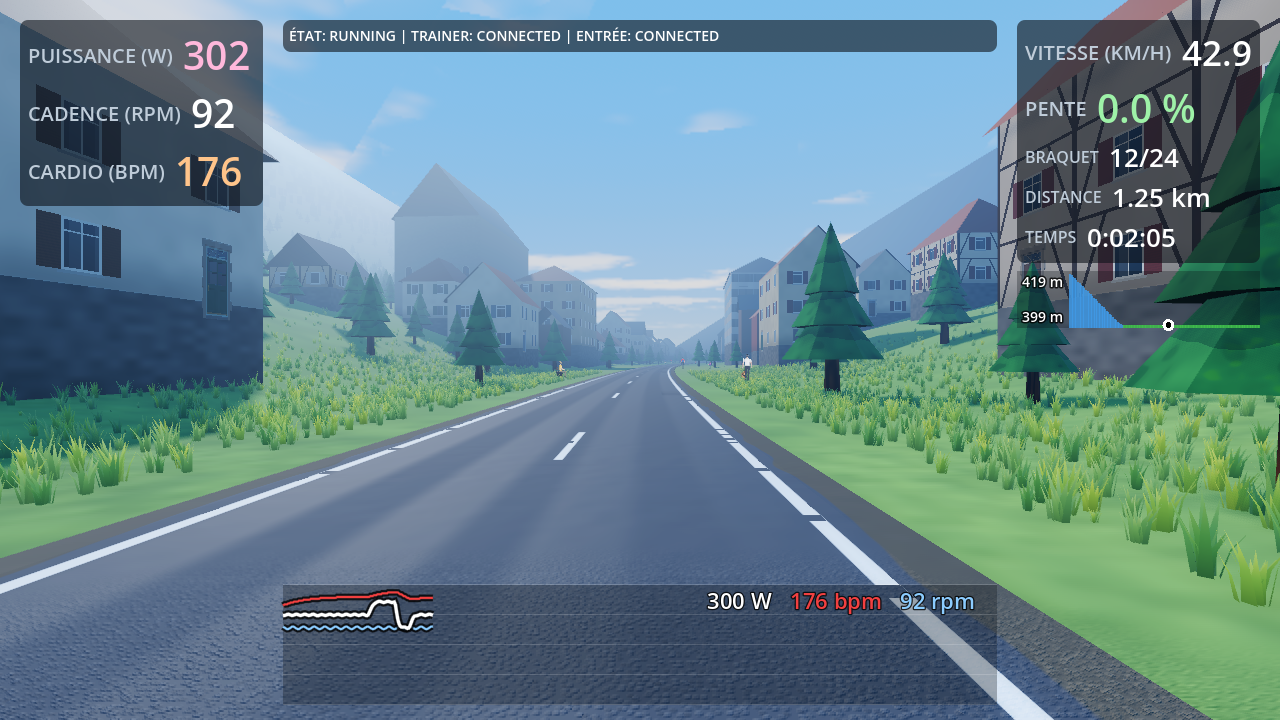 PUISSANCE (W) 302
CADENCE (RPM) 92
CARDIO (BPM) 176
ÉTAT: RUNNING | TRAINER: CONNECTED | ENTRÉE: CONNECTED
VITESSE (KM/H) 42.9
PENTE 0.0 %
BRAQUET 12/24
DISTANCE 1.25 km
TEMPS 0:02:05
419 m
399 m
300 W 176 bpm 92 rpm